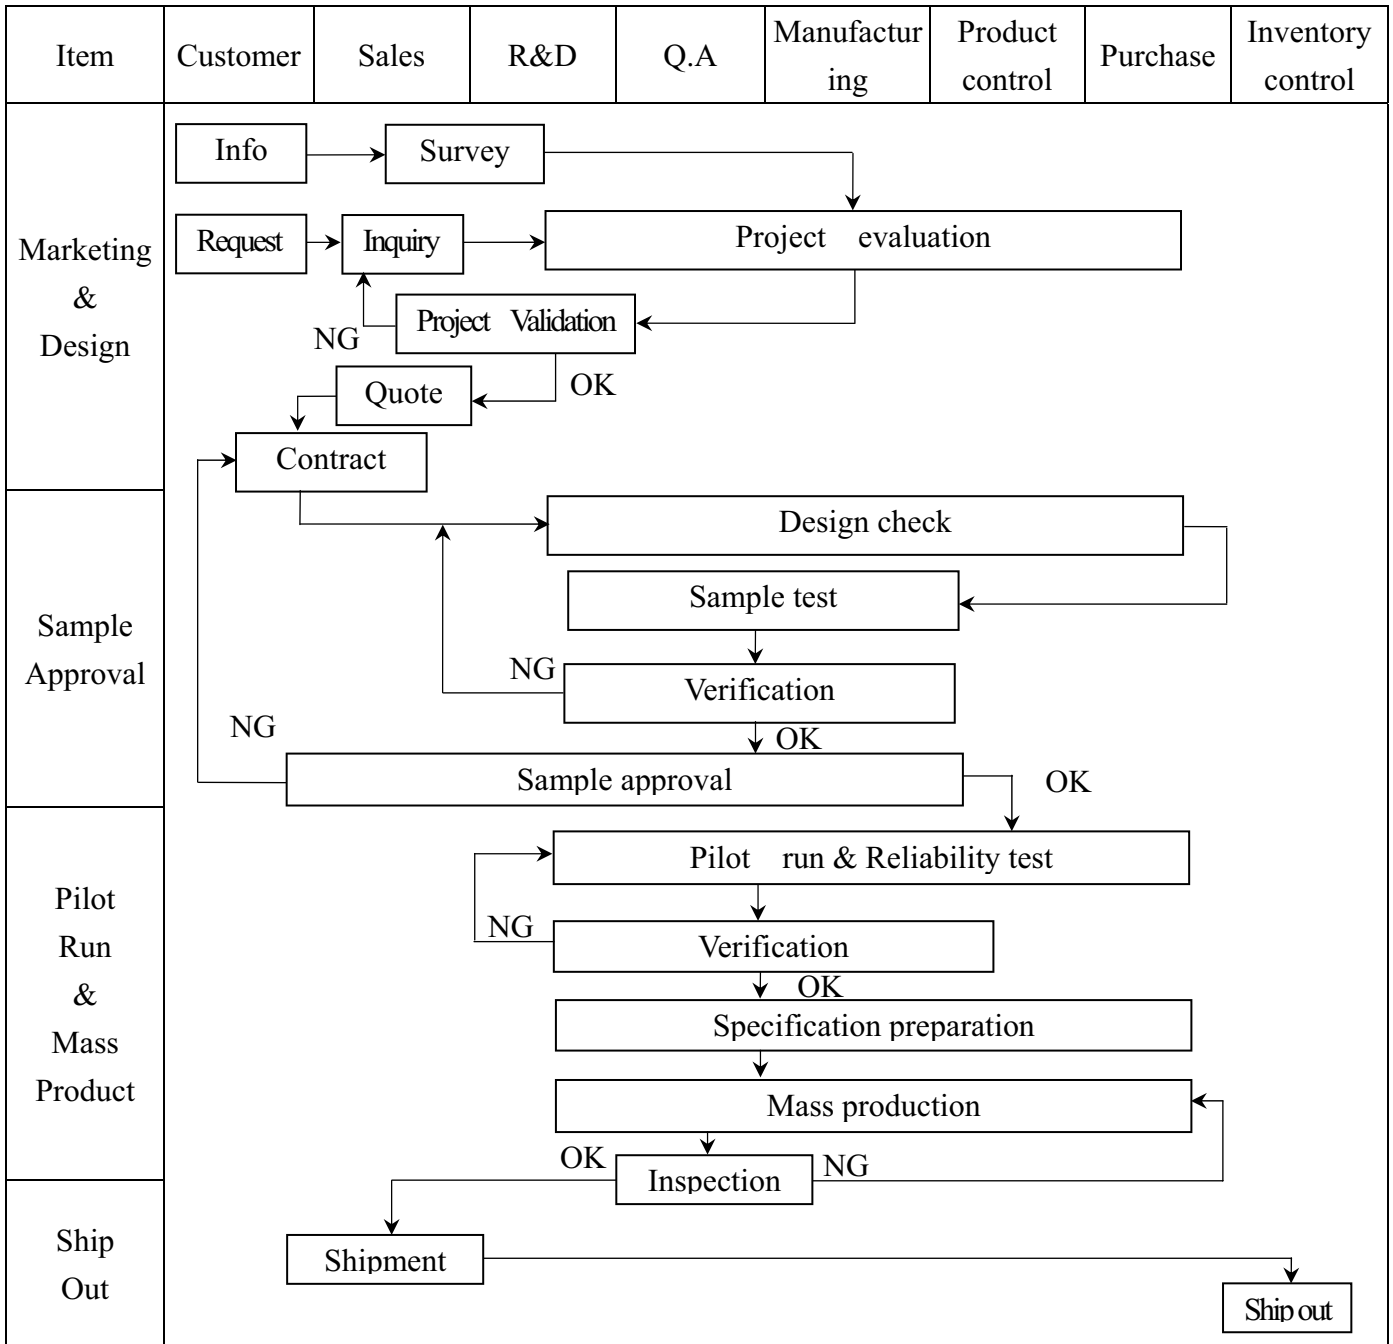 Item
Customer
Sales
R&D
Q.A
Manufactur
ing
Product
control
Purchase
Inventory
control
Marketing
&
Design
Info
Survey
Request
Inquiry
Project evaluation
NG
Project Validation
Quote
OK
Contract
Sample
Approval
Design check
Sample test
NG
Verification
NG
OK
Sample approval
OK
Pilot
Run
&
Mass
Product
Pilot run & Reliability test
NG
Verification
OK
Specification preparation
Mass production
OK
Inspection
NG
Ship
Out
Shipment
Ship out